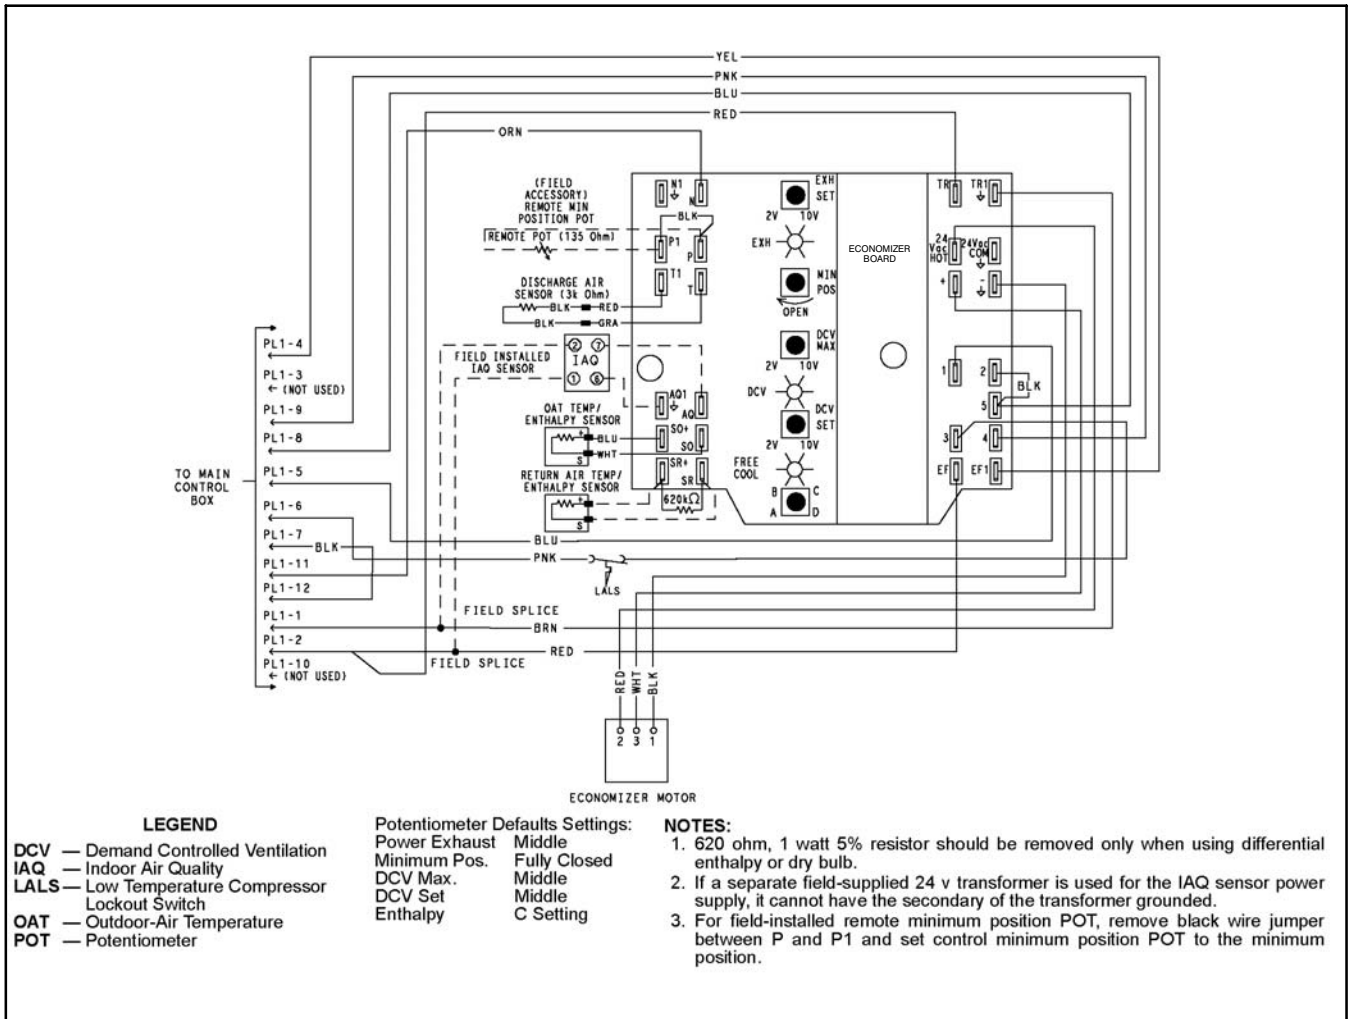 YEL
PNK
BLU
RED
ORN
(FIELD
ACCESSORY)
REMOTE MIN
POSITION POT
REMOTE POT (135 Ohm)
N1
N
BLK
P1
P
T1
T
DISCHARGE AIR
SENSOR (3k Ohm)
BLK
RED
BLK
GRA
FIELD INSTALLED
IAQ SENSOR
2
7
IAQ
1
6
AQ1
AQ
OAT TEMP/
ENTHALPY SENSOR
+
BLU
S
WHT
SO+
SO
RETURN AIR TEMP/
ENTHALPY SENSOR
+
S
SR+
SR
620kΩ
EXH
SET
2V
10V
EXH
MIN
POS
OPEN
DCV
MAX
2V
10V
DCV
DCV
SET
2V
10V
FREE
COOL
B
C
A
D
ECONOMIZER
BOARD
TR
TR1
24
Vac
HOT
24Vac
COM
+
-
1
2
BLK
5
3
4
EF
EF1
TO MAIN
CONTROL
BOX
PL1-4
PL1-3
(NOT USED)
PL1-9
PL1-8
PL1-5
PL1-6
PL1-7
BLK
PL1-11
PL1-12
PL1-1
PL1-2
PL1-10
(NOT USED)
BLU
PNK
LALS
FIELD SPLICE
BRN
RED
FIELD SPLICE
RED
WHT
BLK
2
3
1
ECONOMIZER MOTOR
LEGEND
DCV — Demand Controlled Ventilation
IAQ — Indoor Air Quality
LALS — Low Temperature Compressor
Lockout Switch
OAT — Outdoor-Air Temperature
POT — Potentiometer
Potentiometer Defaults Settings:
Power Exhaust Middle
Minimum Pos. Fully Closed
DCV Max. Middle
DCV Set Middle
Enthalpy C Setting
NOTES:
1. 620 ohm, 1 watt 5% resistor should be removed only when using differential
enthalpy or dry bulb.
2. If a separate field-supplied 24 v transformer is used for the IAQ sensor power
supply, it cannot have the secondary of the transformer grounded.
3. For field-installed remote minimum position POT, remove black wire jumper
between P and P1 and set control minimum position POT to the minimum
position.